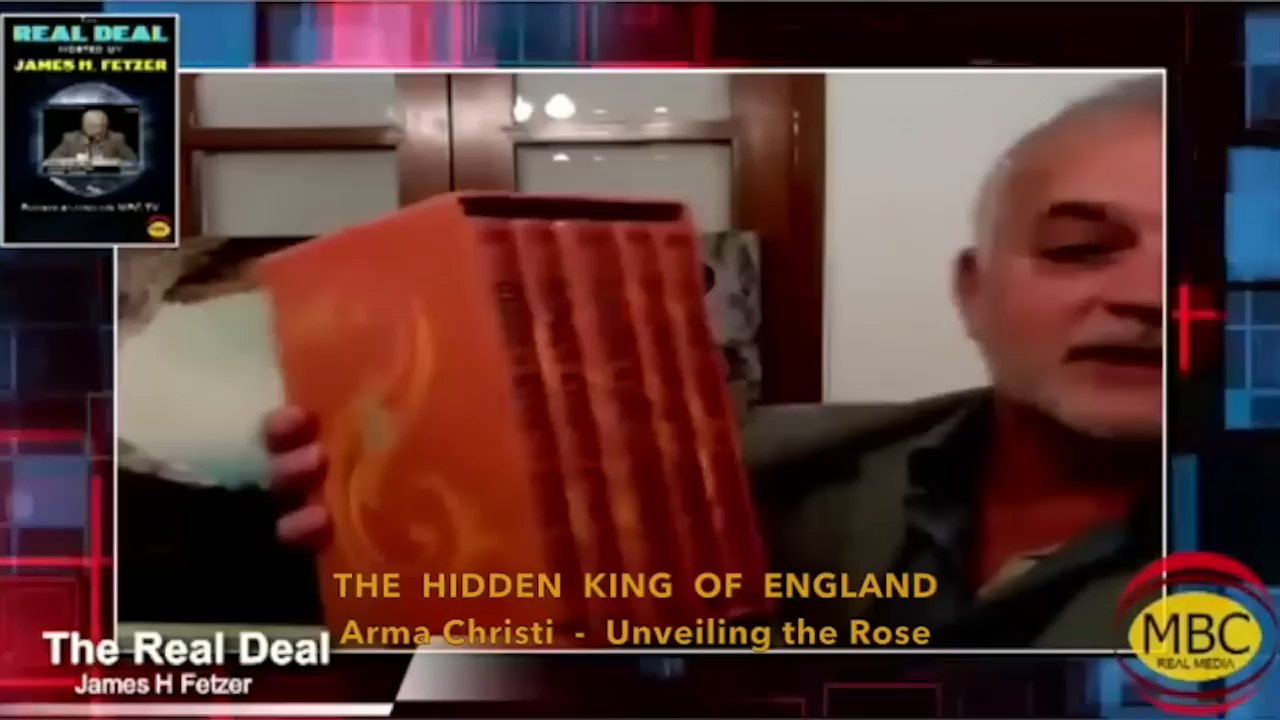 REAL DEAL
HOSTED BY
JAMES H. FETZER
THE HIDDEN KING OF ENGLAND
Arma Christi - Unveiling the Rose
The Real Deal
James H Fetzer
MBC
REAL MEDIA